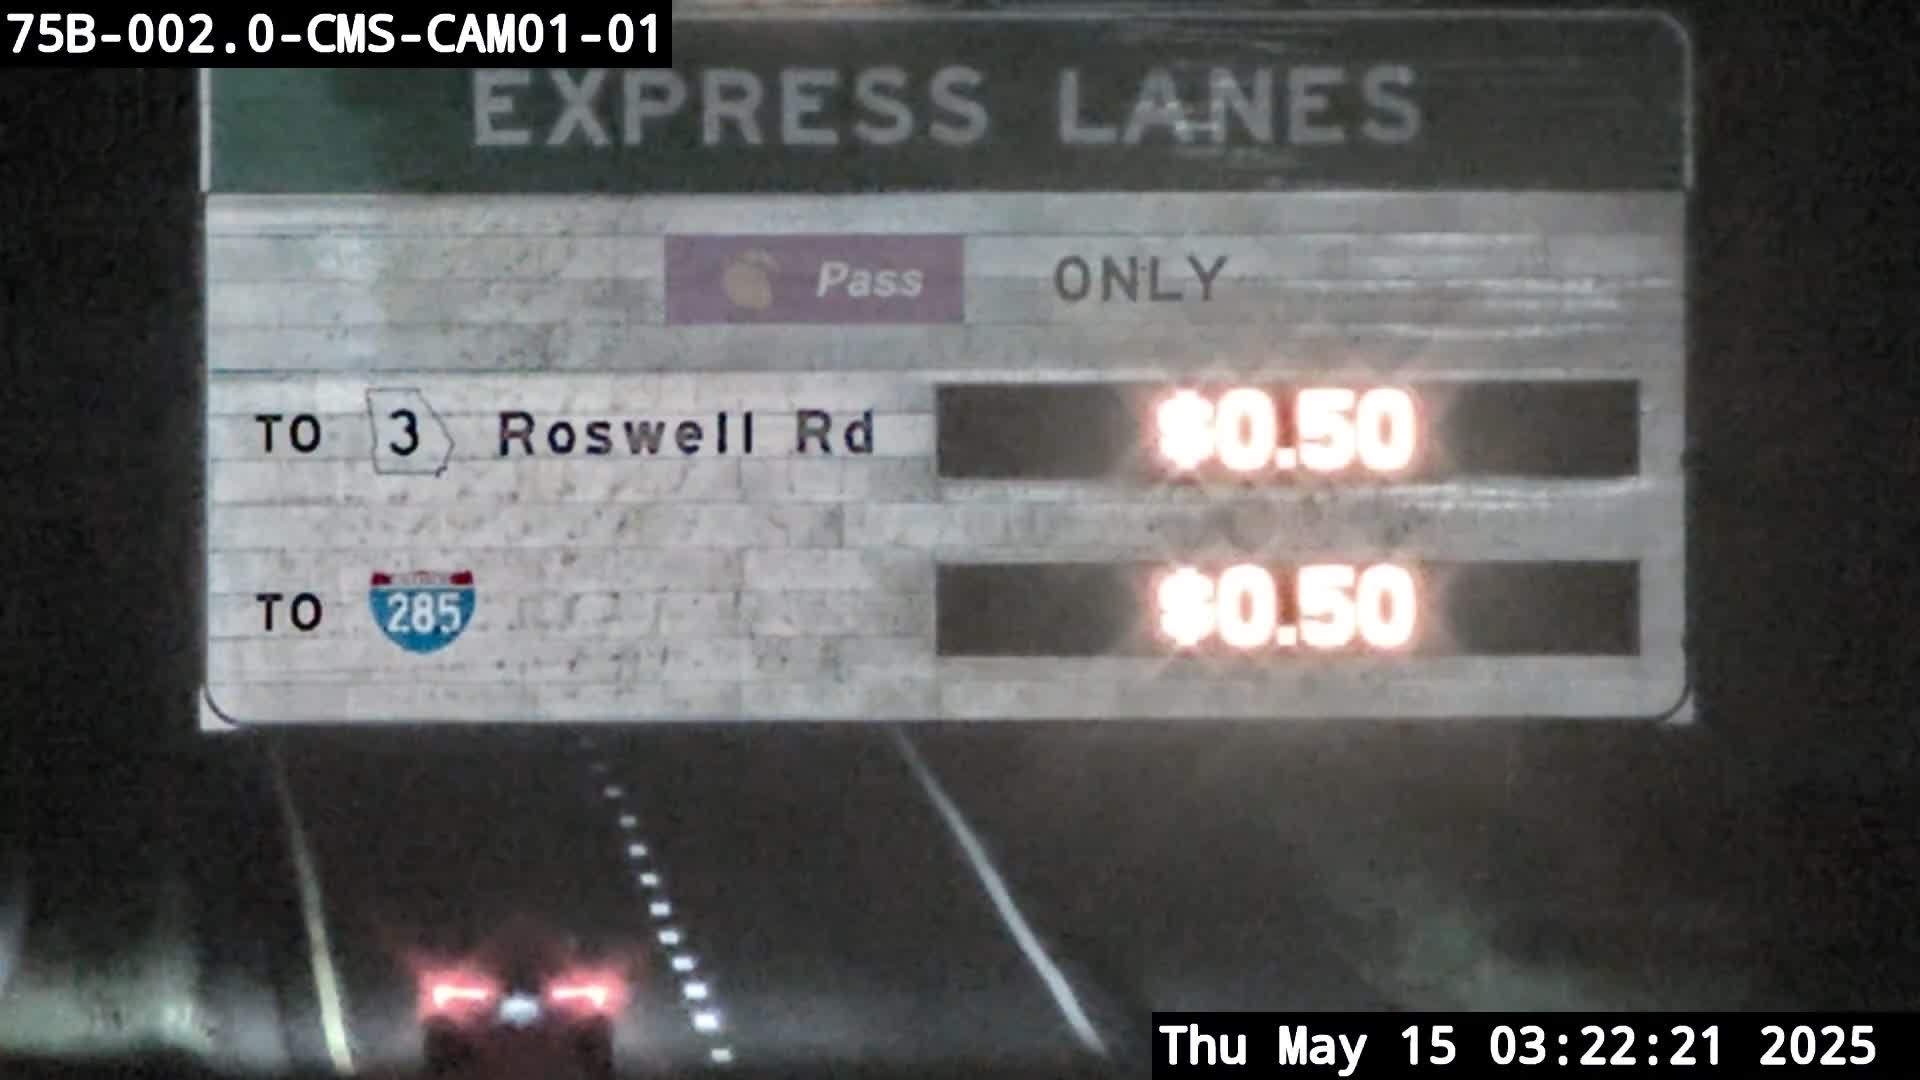 75B-002.0-CMS-CAM01-01
EXPRESS LANES
Pass ONLY
TO 3 Roswell Rd $0.50
TO 285 $0.50
Thu May 15 03:22:21 2025